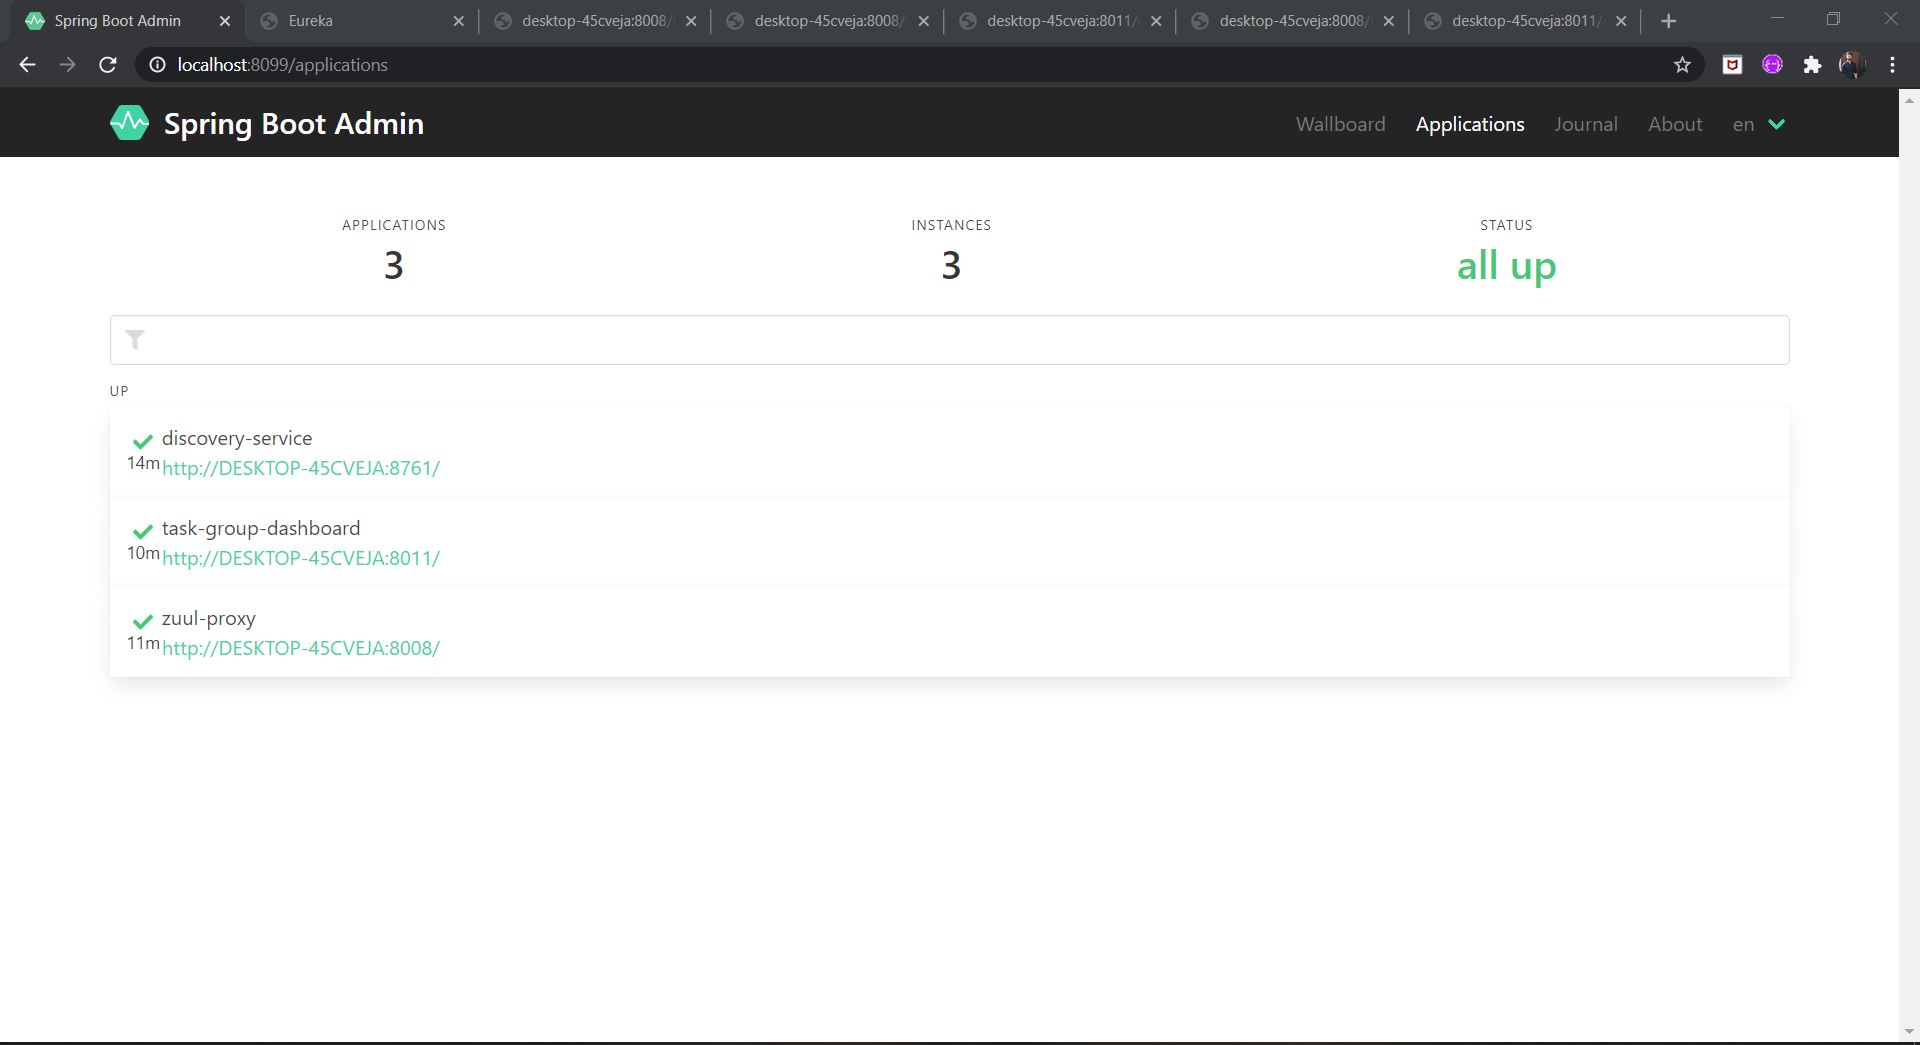 Spring Boot Admin
Eureka
desktop-45cveja:8008/
desktop-45cveja:8008/
desktop-45cveja:8011/
desktop-45cveja:8008/
desktop-45cveja:8011/
localhost:8099/applications
Spring Boot Admin
Wallboard
Applications
Journal
About
en
APPLICATIONS
INSTANCES
STATUS
3
3
all up
UP
discovery-service
14m http://DESKTOP-45CVEJA:8761/
task-group-dashboard
10m http://DESKTOP-45CVEJA:8011/
zuul-proxy
11m http://DESKTOP-45CVEJA:8008/